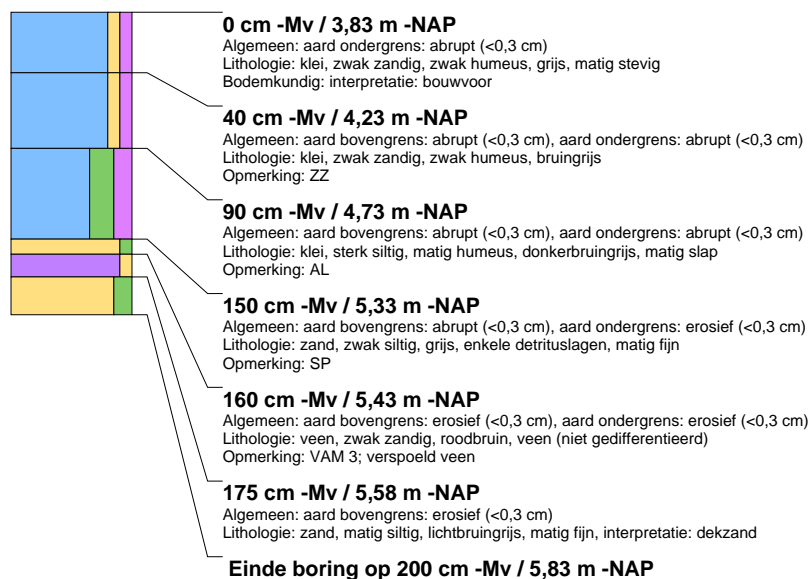 0 cm -Mv / 3,83 m -NAP
Algemeen: aard ondergrens: abrupt (<0,3 cm)
Lithologie: klei, zwak zandig, zwak humeus, grijs, matig stevig
Bodemkundig: interpretatie: bouwvoor
40 cm -Mv / 4,23 m -NAP
Algemeen: aard bovengrens: abrupt (<0,3 cm), aard ondergrens: abrupt (<0,3 cm)
Lithologie: klei, zwak zandig, zwak humeus, bruingrijs
Opmerking: ZZ
90 cm -Mv / 4,73 m -NAP
Algemeen: aard bovengrens: abrupt (<0,3 cm), aard ondergrens: abrupt (<0,3 cm)
Lithologie: klei, sterk siltig, matig humeus, donkerbruingrijs, matig slap
Opmerking: AL
150 cm -Mv / 5,33 m -NAP
Algemeen: aard bovengrens: abrupt (<0,3 cm), aard ondergrens: erosief (<0,3 cm)
Lithologie: zand, zwak siltig, grijs, enkele detrituslagen, matig fijn
Opmerking: SP
160 cm -Mv / 5,43 m -NAP
Algemeen: aard bovengrens: erosief (<0,3 cm), aard ondergrens: erosief (<0,3 cm)
Lithologie: veen, zwak zandig, roodbruin, veen (niet gedifferentieerd)
Opmerking: VAM 3; verspoeld veen
175 cm -Mv / 5,58 m -NAP
Algemeen: aard bovengrens: erosief (<0,3 cm)
Lithologie: zand, matig siltig, lichtbruingrijs, matig fijn, interpretatie: dekzand
Einde boring op 200 cm -Mv / 5,83 m -NAP